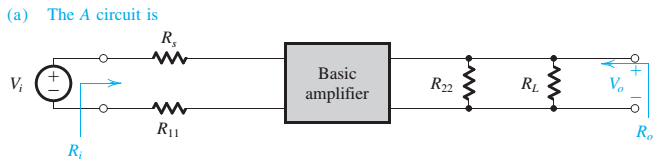 (a) The A circuit is
Rs
Vi
+
−
Basic
amplifier
R22
RL
+
Vo
−
R11
Ri
Ro